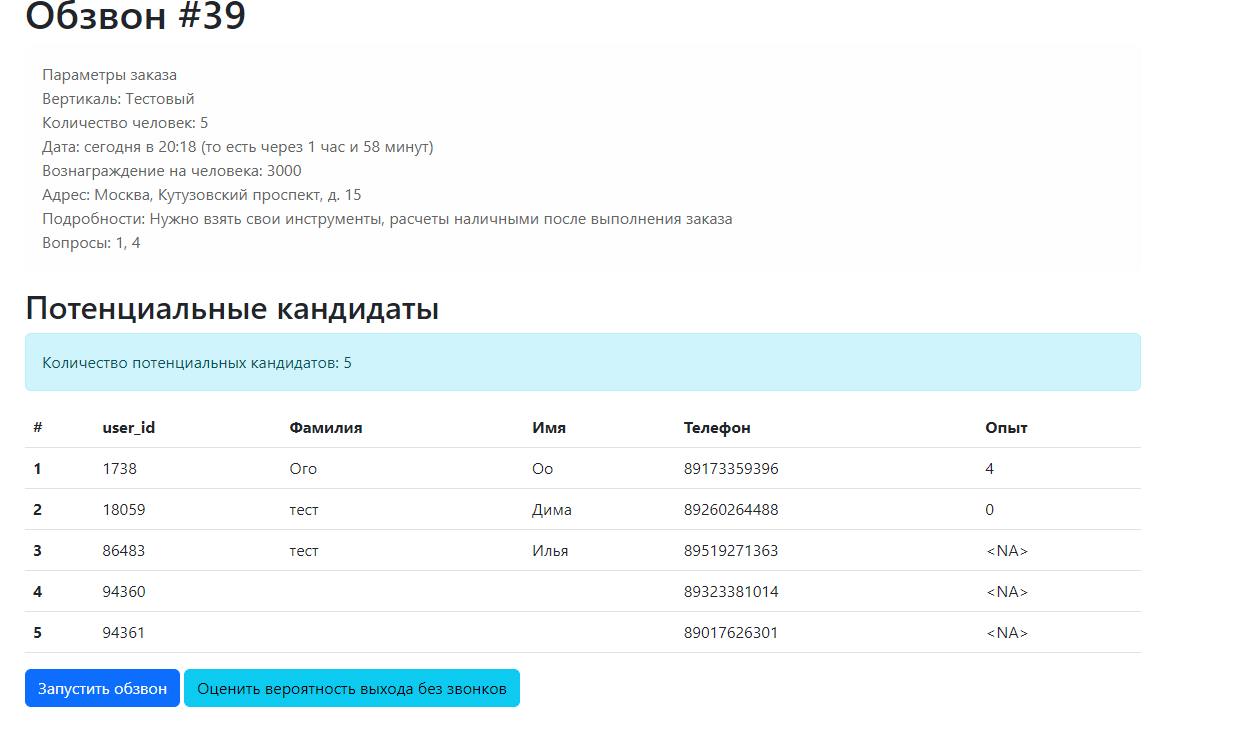 Обзвон #39
Параметры заказа
Вертикаль: Тестовый
Количество человек: 5
Дата: сегодня в 20:18 (то есть через 1 час и 58 минут)
Вознаграждение на человека: 3000
Адрес: Москва, Кутузовский проспект, д. 15
Подробности: Нужно взять свои инструменты, расчеты наличными после выполнения заказа
Вопросы: 1, 4
Потенциальные кандидаты
Количество потенциальных кандидатов: 5
# user_id Фамилия Имя Телефон Опыт
1 1738 Ого Оо 89173359396 4
2 18059 тест Дима 89260264488 0
3 86483 тест Илья 89519271363 <NA>
4 94360 89323381014 <NA>
5 94361 89017626301 <NA>
Запустить обзвон Оценить вероятность выхода без звонков